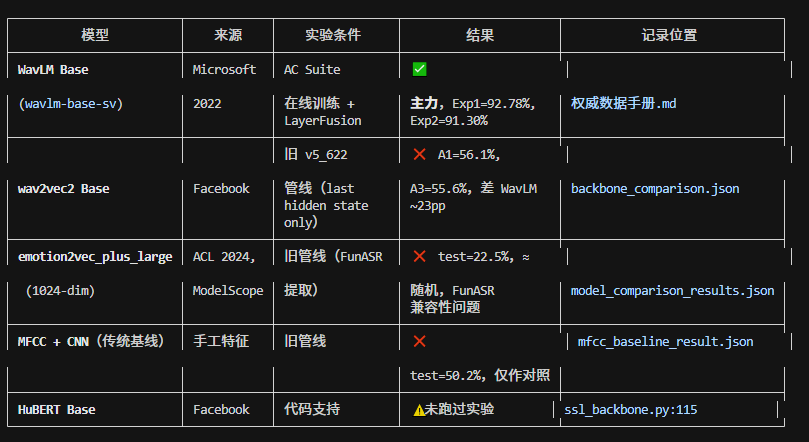 模型 来源 实验条件 结果 记录位置
WavLM Base Microsoft AC Suite ✅
(wavlm-base-sv) 2022 在线训练 + 主力，Exp1=92.78%， 权威数据手册.md
LayerFusion Exp2=91.30%
旧 v5_622 ❌ A1=56.1%，
wav2vec2 Base Facebook 管线（last A3=55.6%，差 WavLM backbone_comparison.json
hidden state ~23pp
only）
emotion2vec_plus_large ACL 2024, 旧管线（FunASR ❌ test=22.5%，≈
(1024-dim) ModelScope 提取） 随机，FunASR model_comparison_results.json
兼容性问题
MFCC + CNN（传统基线） 手工特征 旧管线 ❌ mfcc_baseline_result.json
test=50.2%，仅作对照
HuBERT Base Facebook 代码支持 ⚠️未跑过实验 ssl_backbone.py:115